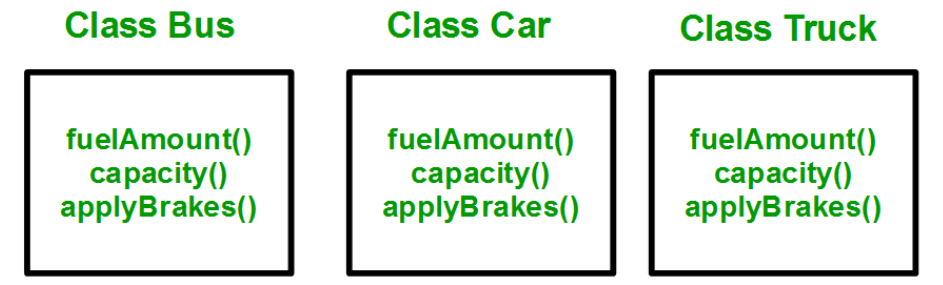 Class Bus
Class Car
Class Truck
fuelAmount()
capacity()
applyBrakes()
fuelAmount()
capacity()
applyBrakes()
fuelAmount()
capacity()
applyBrakes()